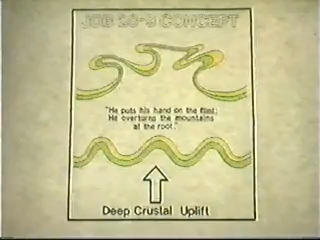 JOB 28-9 CONCEPT
"He puts his hand on the flint;
He overturns the mountains
at the root."
Deep Crustal Uplift